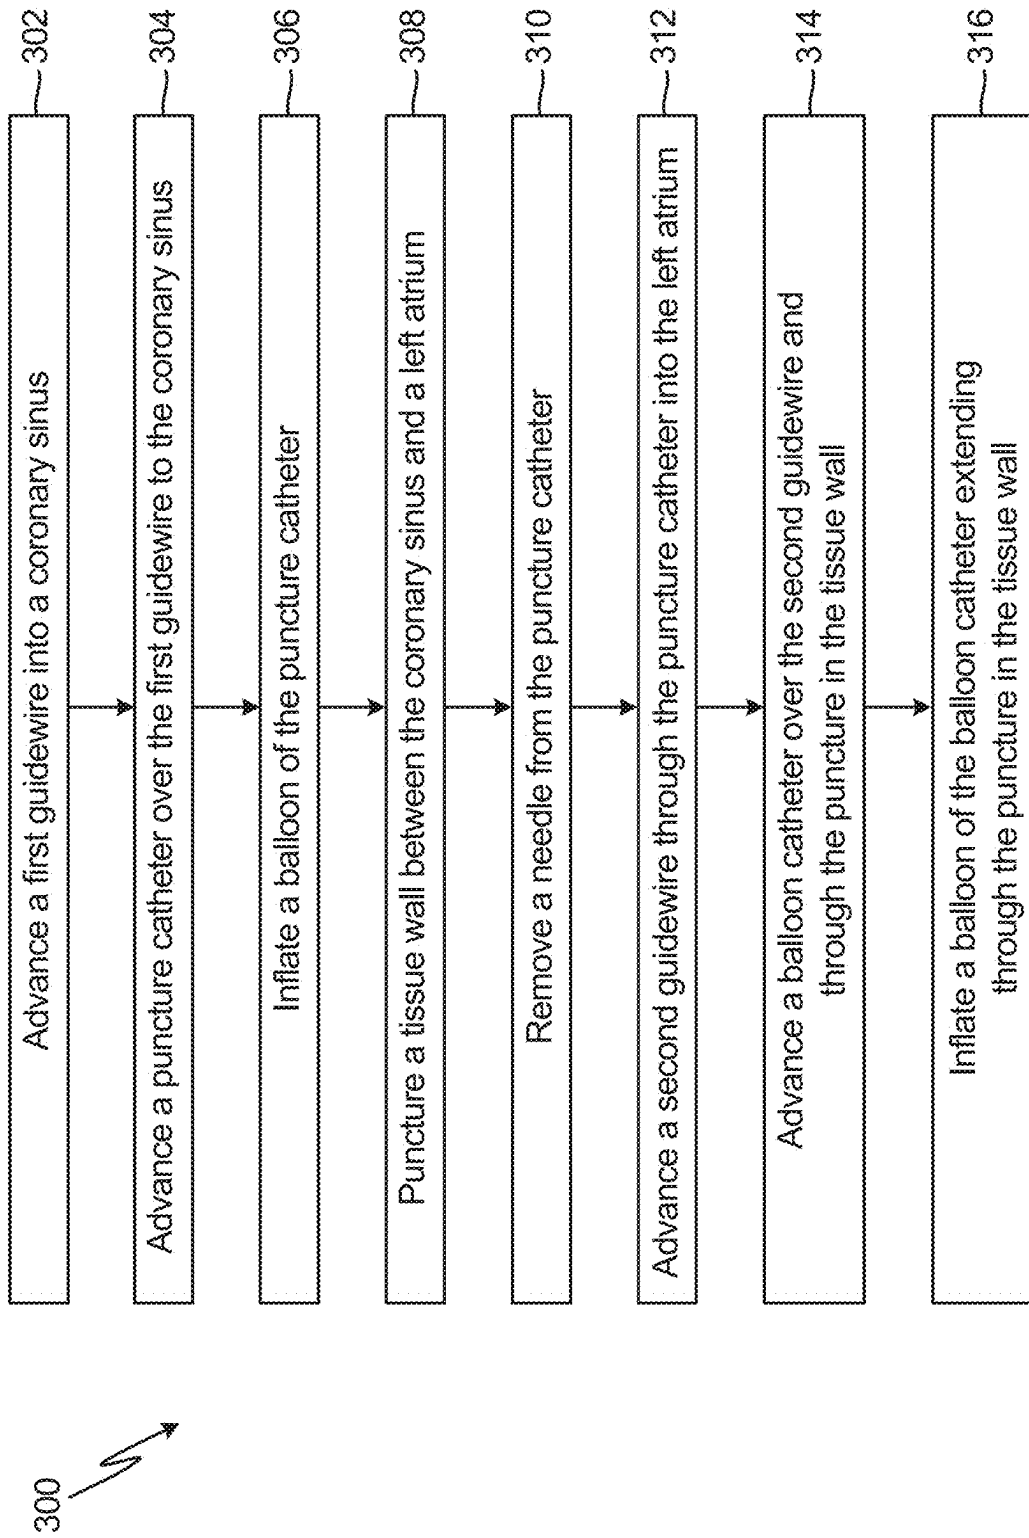 300
Advance a first guidewire into a coronary sinus
302
Advance a puncture catheter over the first guidewire to the coronary sinus
304
Inflate a balloon of the puncture catheter
306
Puncture a tissue wall between the coronary sinus and a left atrium
308
Remove a needle from the puncture catheter
310
Advance a second guidewire through the puncture catheter into the left atrium
312
Advance a balloon catheter over the second guidewire and
through the puncture in the tissue wall
314
Inflate a balloon of the balloon catheter extending
through the puncture in the tissue wall
316